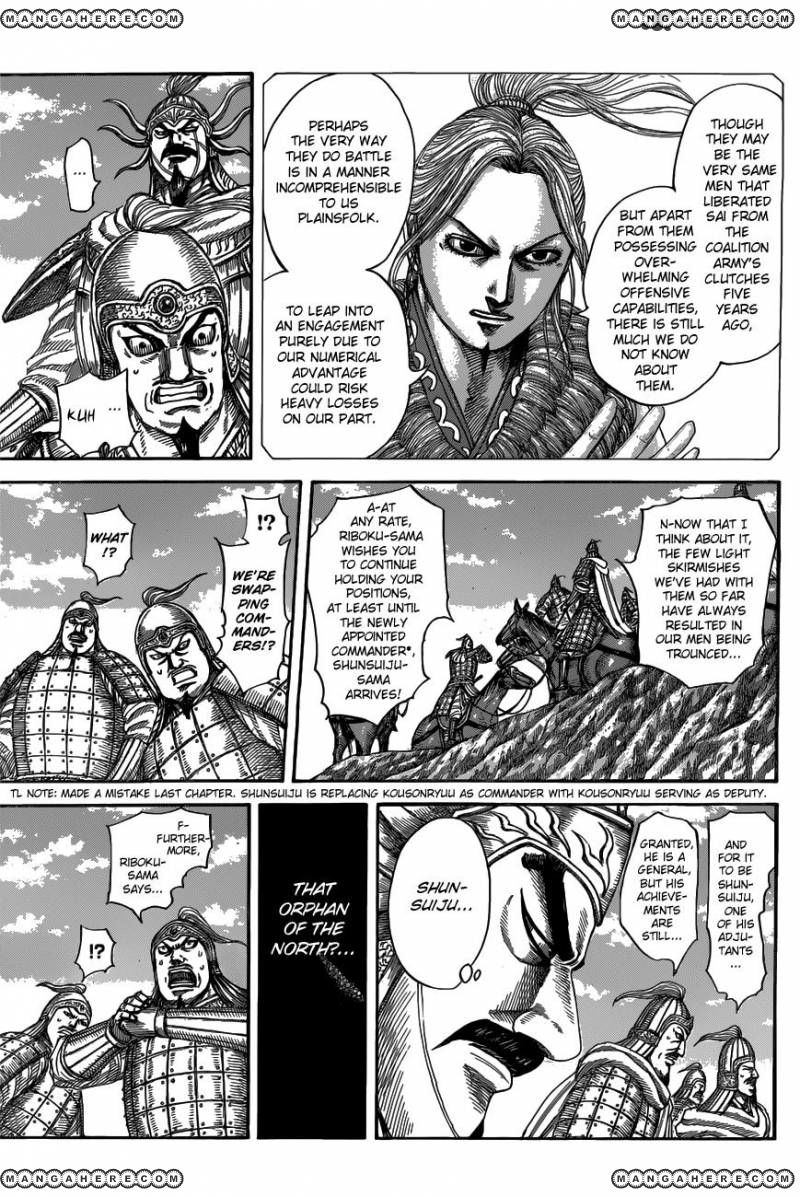 MANGAHERE.COM
MANGAHERE.COM
THOUGH
THEY MAY
BE THE
VERY SAME
MEN THAT
LIBERATED
SAI FROM
THE
COALITION
ARMY'S
CLUTCHES
FIVE
YEARS
AGO,
BUT APART
FROM THEM
POSSESSING
OVER-
WHELMING
OFFENSIVE
CAPABILITIES,
THERE IS STILL
MUCH WE DO
NOT KNOW
ABOUT
THEM.
PERHAPS
THE VERY WAY
THEY DO BATTLE
IS IN A MANNER
INCOMPREHENSIBLE
TO US
PLAINSFOLK.
TO LEAP INTO
AN ENGAGEMENT
PURELY DUE TO
OUR NUMERICAL
ADVANTAGE
COULD RISK
HEAVY LOSSES
ON OUR PART.
...
KUH ...
N-NOW THAT I
THINK ABOUT IT,
THE FEW LIGHT
SKIRMISHES
WE'VE HAD WITH
THEM SO FAR
HAVE ALWAYS
RESULTED IN
OUR MEN BEING
TROUNCED...
A-AT
ANY RATE,
RIBOKU-SAMA
WISHES YOU
TO CONTINUE
HOLDING YOUR
POSITIONS,
AT LEAST UNTIL
THE NEWLY
APPOINTED
COMMANDER*,
SHUNSUIJU-
SAMA
ARRIVES!
!?
WE'RE
SWAP-
PING
COM-
MAND-
ERS!?
WHAT
!?
TL NOTE: MADE A MISTAKE LAST CHAPTER. SHUNSUIJU IS REPLACING KOUSONRYUU AS COMMANDER WITH KOUSONRYUU SERVING AS DEPUTY.
AND
FOR IT
TO BE
SHUN-
SUIJU,
ONE OF
HIS
ADJU-
TANTS
...
GRANTED,
HE IS A
GENERAL,
BUT HIS
ACHIEVE-
MENTS
ARE
STILL...
SHUN-
SUIJU...
THAT
ORPHAN
OF THE
NORTH?...
F-
FURTHER-
MORE,
RIBOKU-
SAMA
SAYS...
!?
MANGAHERE.COM
MANGAHERE.COM